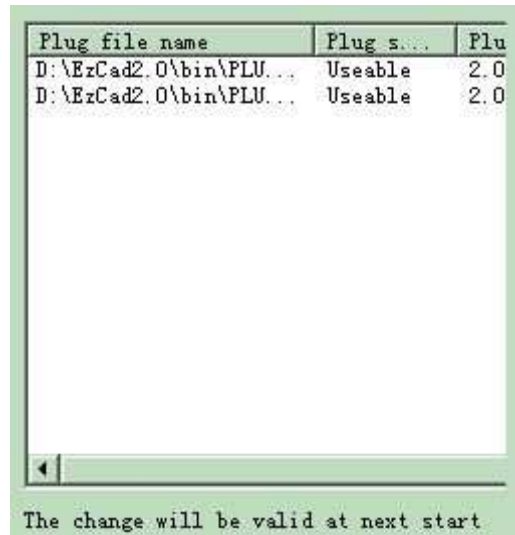 Plug file name Plug s... Plu
D:\EzCad2.0\bin\PLU... Useable 2.0
D:\EzCad2.0\bin\PLU... Useable 2.0
The change will be valid at next start